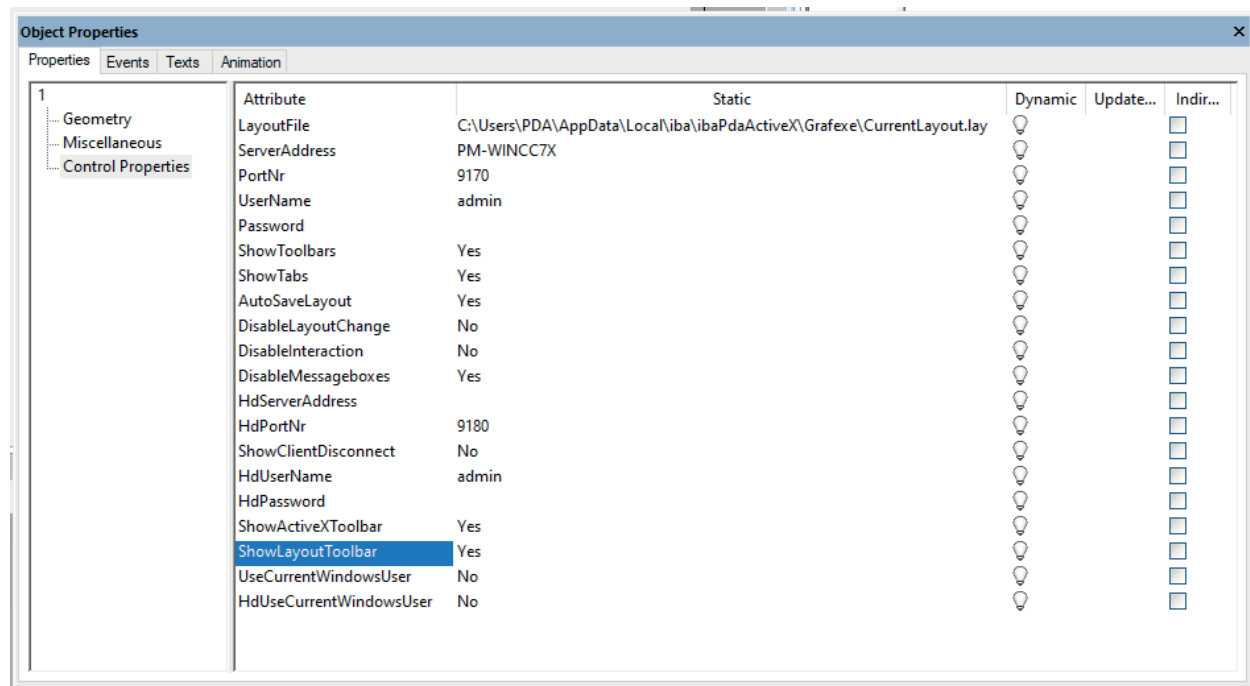 Object Properties
Properties Events Texts Animation
1
Geometry
Miscellaneous
Control Properties
Attribute Static Dynamic Update... Indir...
LayoutFile C:\Users\PDA\AppData\Local\iba\ibaPdaActiveX\Grafexe\CurrentLayout.lay
ServerAddress PM-WINCC7X
PortNr 9170
UserName admin
Password
ShowToolbars Yes
ShowTabs Yes
AutoSaveLayout Yes
DisableLayoutChange No
DisableInteraction No
DisableMessageboxes Yes
HdServerAddress
HdPortNr 9180
ShowClientDisconnect No
HdUserName admin
HdPassword
ShowActiveXToolbar Yes
ShowLayoutToolbar Yes
UseCurrentWindowsUser No
HdUseCurrentWindowsUser No